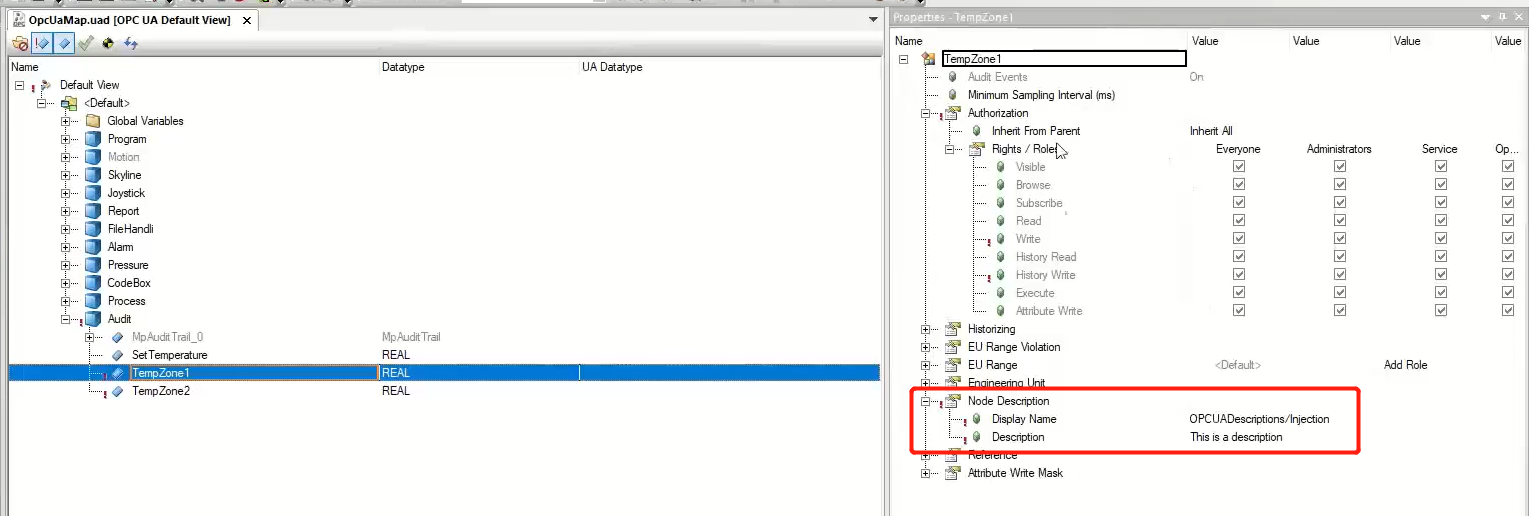 OpcUaMap.uad [OPC UA Default View]
Name Datatype UA Datatype
Default View
<Default>
Global Variables
Program
Motion
Skyline
Joystick
Report
FileHandli
Alarm
Pressure
CodeBox
Process
Audit
MpAuditTrail_0 MpAuditTrail
SetTemperature REAL
TempZone1 REAL
TempZone2 REAL
Properties - TempZone1
Name Value Value Value Value
TempZone1
Audit Events On
Minimum Sampling Interval (ms)
Authorization
Inherit From Parent Inherit All
Rights / Roles Everyone Administrators Service Op...
Visible
Browse
Subscribe
Read
Write
History Read
History Write
Execute
Attribute Write
Historizing
EU Range Violation
EU Range <Default> Add Role
Engineering Unit
Node Description
Display Name OPCUADescriptions/Injection
Description This is a description
Reference
Attribute Write Mask